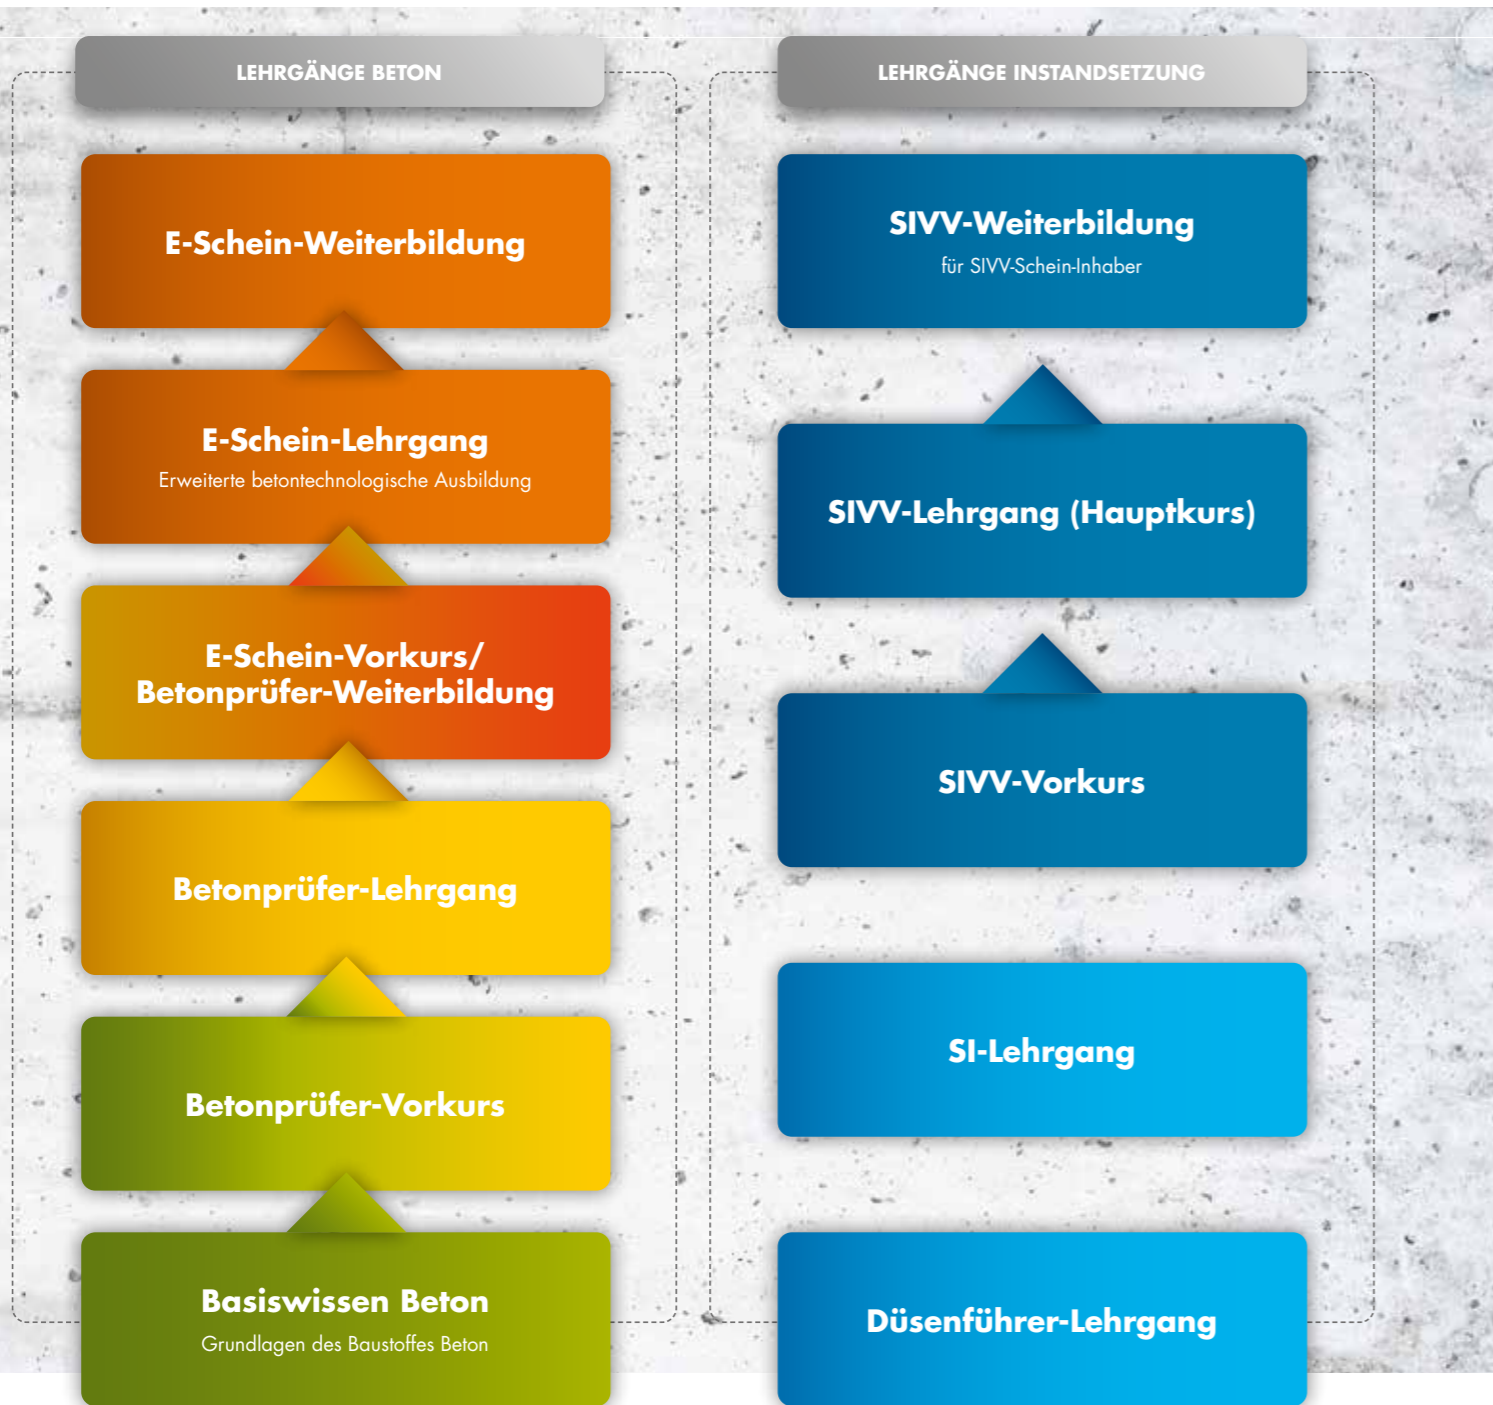 LEHRGÄNGE BETON
E-Schein-Weiterbildung
E-Schein-Lehrgang
Erweiterte betontechnologische Ausbildung
E-Schein-Vorkurs/
Betonprüfer-Weiterbildung
Betonprüfer-Lehrgang
Betonprüfer-Vorkurs
Basiswissen Beton
Grundlagen des Baustoffes Beton
LEHRGÄNGE INSTANDSETZUNG
SIVV-Weiterbildung
für SIVV-Schein-Inhaber
SIVV-Lehrgang (Hauptkurs)
SIVV-Vorkurs
SI-Lehrgang
Düsenführer-Lehrgang